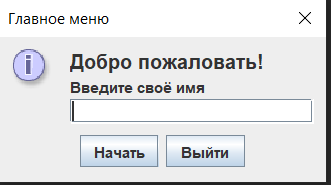 Главное меню
Добро пожаловать!
Введите своё имя
Начать
Выйти